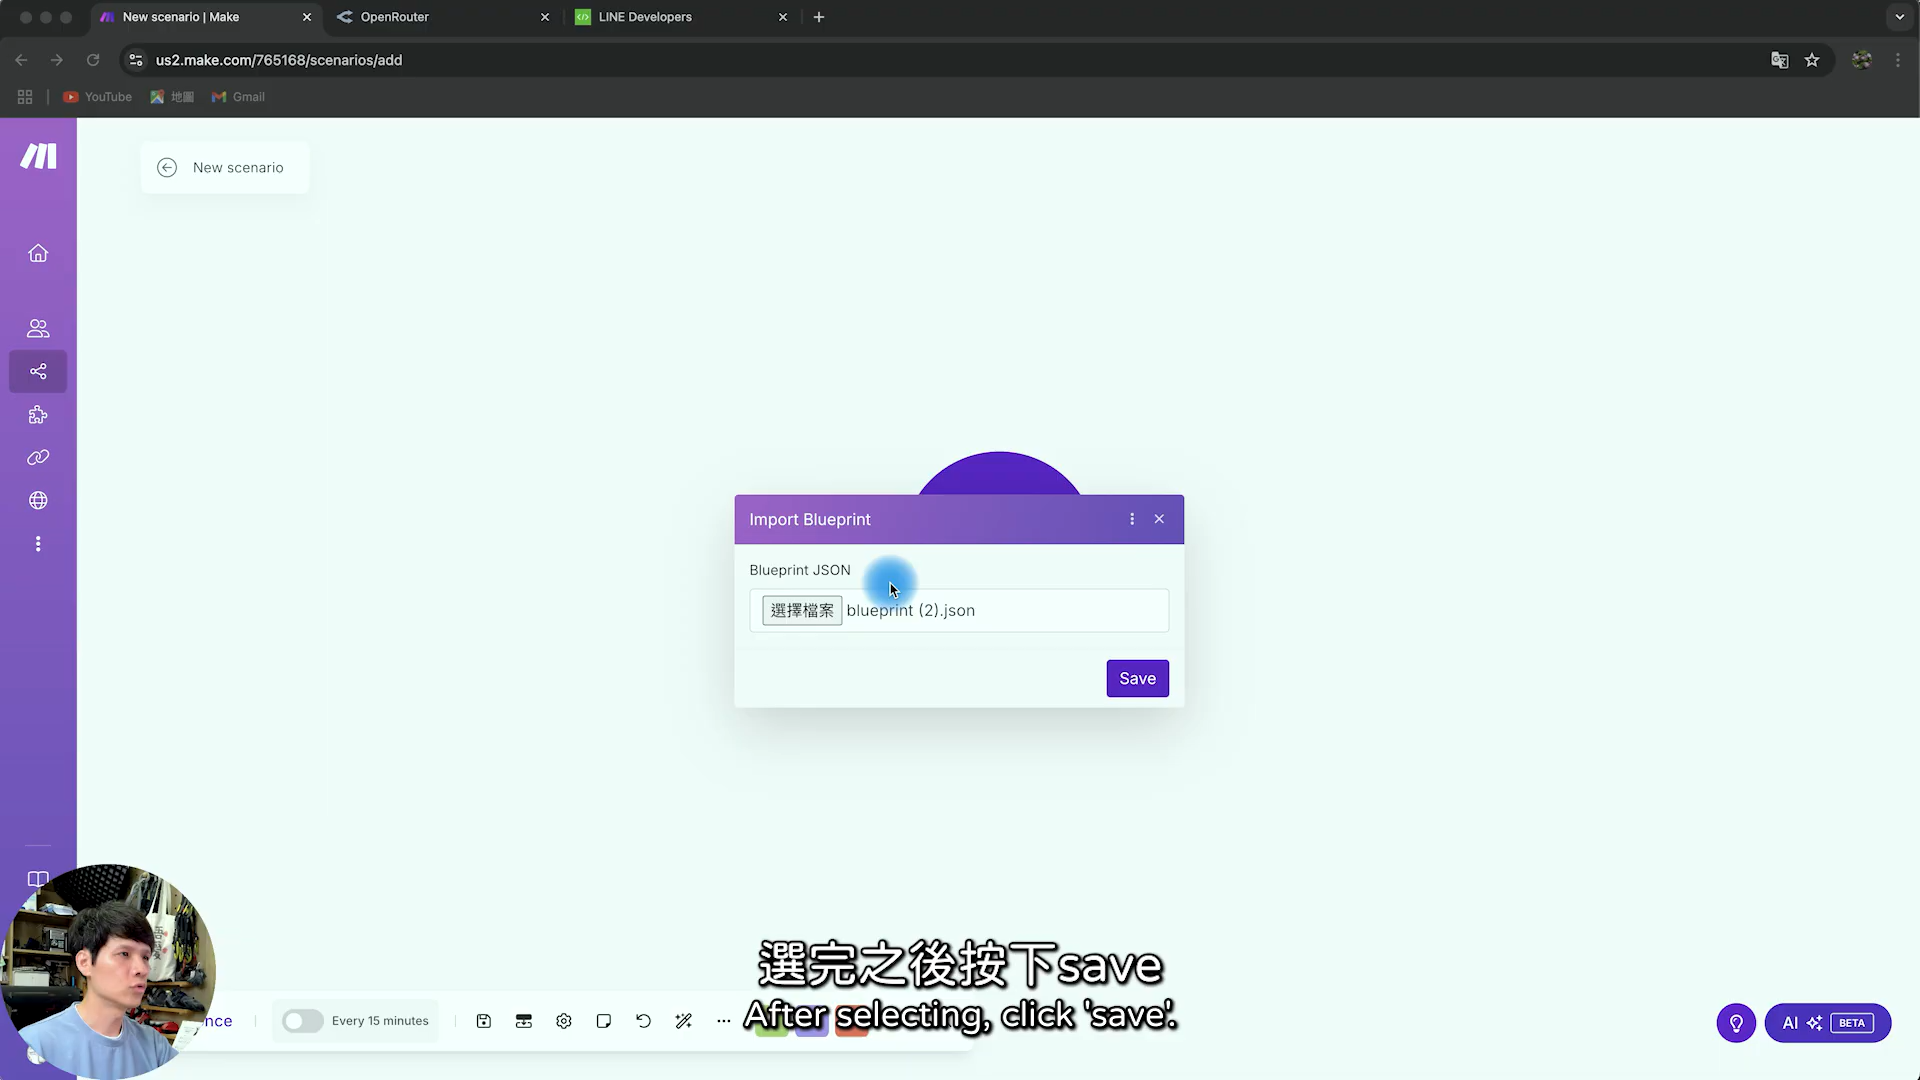 New scenario | Make
OpenRouter
LINE Developers
us2.make.com/765168/scenarios/add
YouTube
地圖
Gmail
New scenario
Import Blueprint
Blueprint JSON
選擇檔案 blueprint (2).json
Save
選完之後按下save
After selecting, click 'save'.
nce
Every 15 minutes
AI BETA